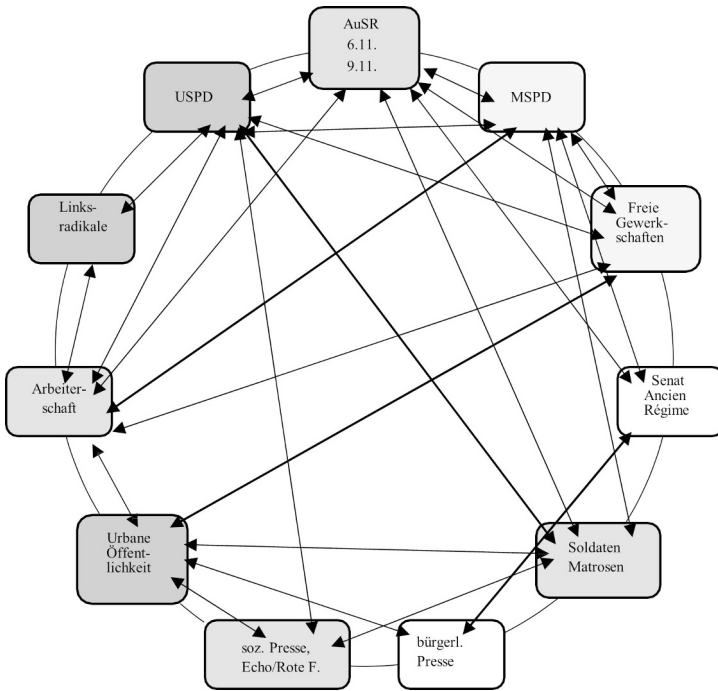 AuSR
6.11.
9.11.
USPD
MSPD
Links-
radikale
Freie
Gewerk-
schaften
Arbeiter-
schaft
Senat
Ancien
Régime
Urbane
Öffent-
lichkeit
Soldaten
Matrosen
soz. Presse,
Echo/Rote F.
bürgerl.
Presse